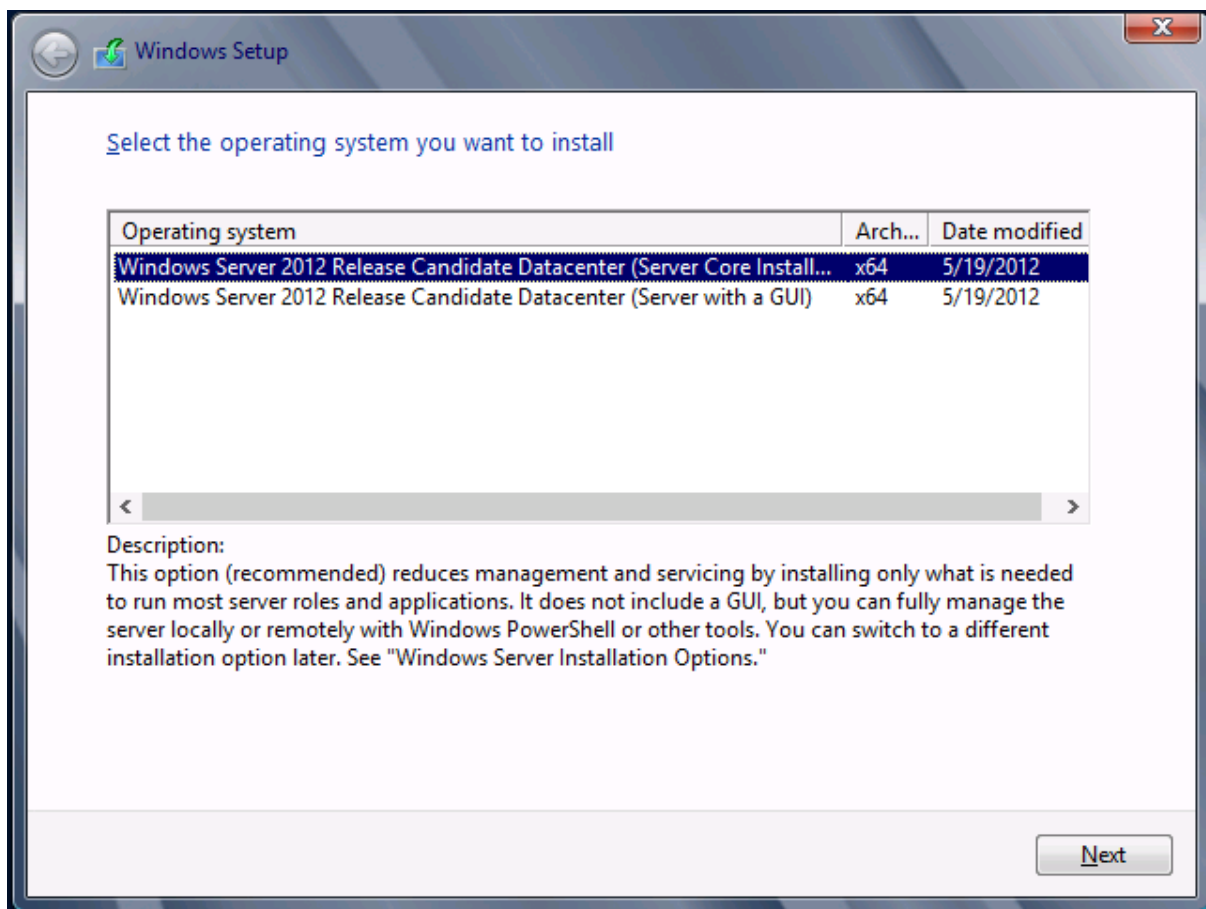 Windows Setup
Select the operating system you want to install
Operating system Arch... Date modified
Windows Server 2012 Release Candidate Datacenter (Server Core Install... x64 5/19/2012
Windows Server 2012 Release Candidate Datacenter (Server with a GUI) x64 5/19/2012
Description:
This option (recommended) reduces management and servicing by installing only what is needed
to run most server roles and applications. It does not include a GUI, but you can fully manage the
server locally or remotely with Windows PowerShell or other tools. You can switch to a different
installation option later. See "Windows Server Installation Options."
Next